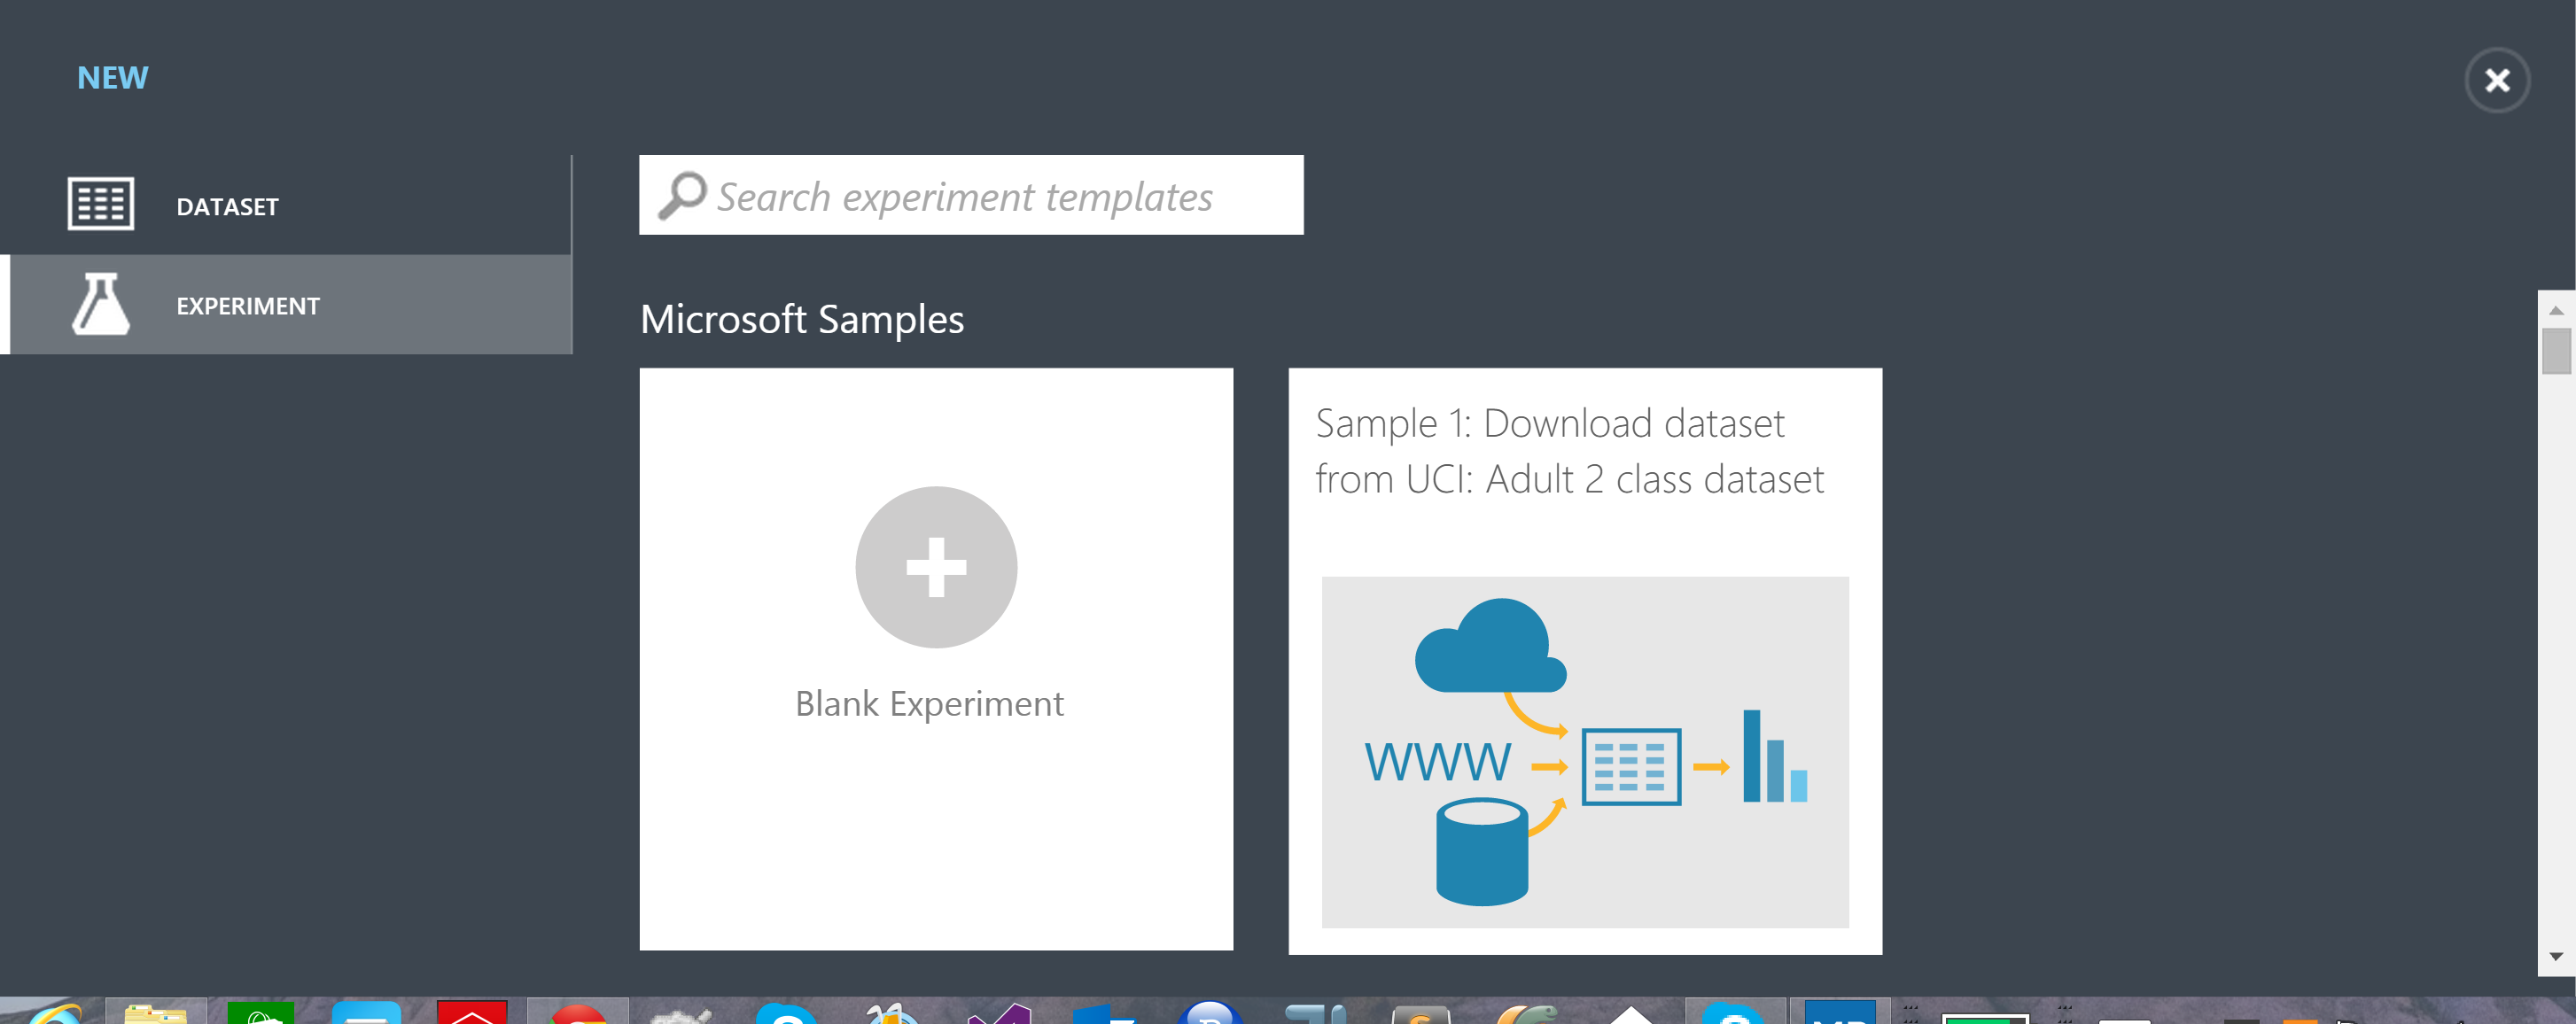 NEW
DATASET
EXPERIMENT
Search experiment templates
Microsoft Samples
Blank Experiment
Sample 1: Download dataset
from UCI: Adult 2 class dataset
WWW